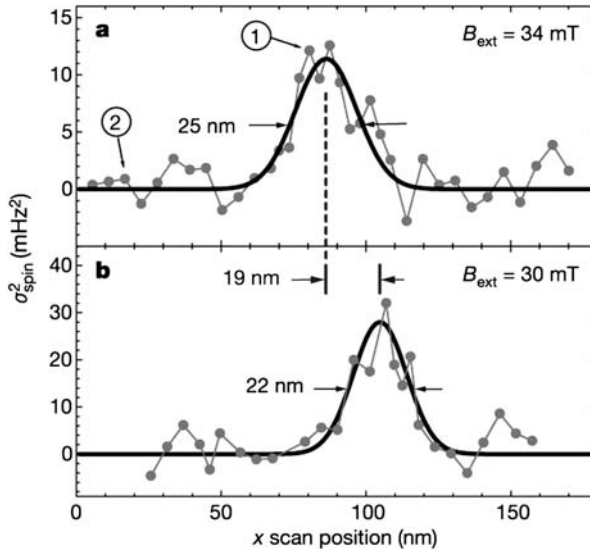 15
a
1
B_ext = 34 mT
10
2
25 nm
5
0
σ²_spin (mHz²)
40
b
19 nm
B_ext = 30 mT
30
20
22 nm
10
0
0 50 100 150
x scan position (nm)